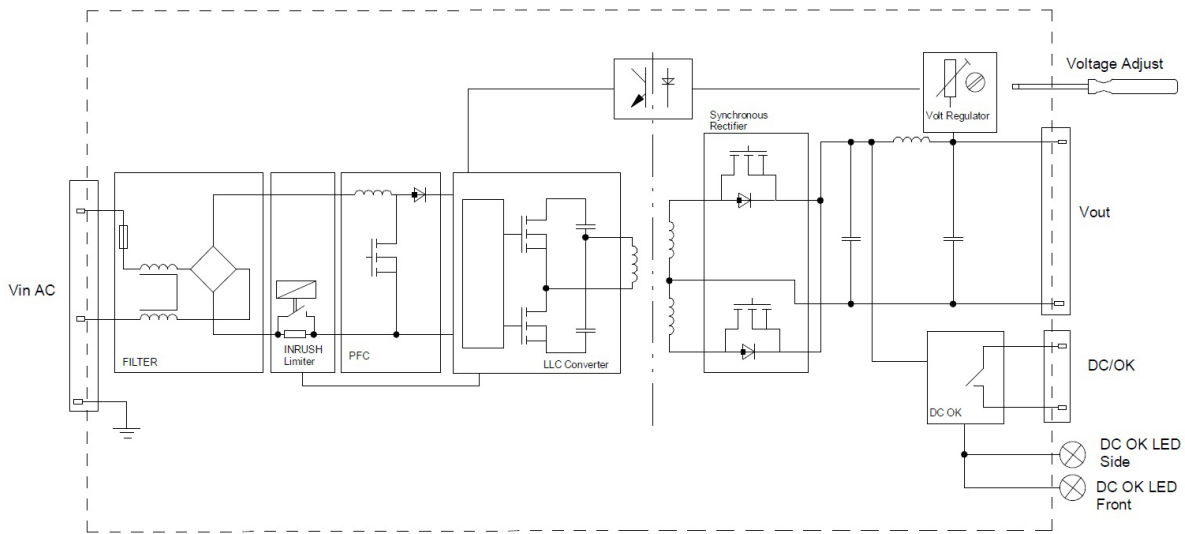 Voltage Adjust
Volt Regulator
Synchronous
Rectifier
Vout
Vin AC
FILTER
INRUSH
Limiter
PFC
LLC Converter
DC/OK
DC OK
DC OK LED
Side
DC OK LED
Front